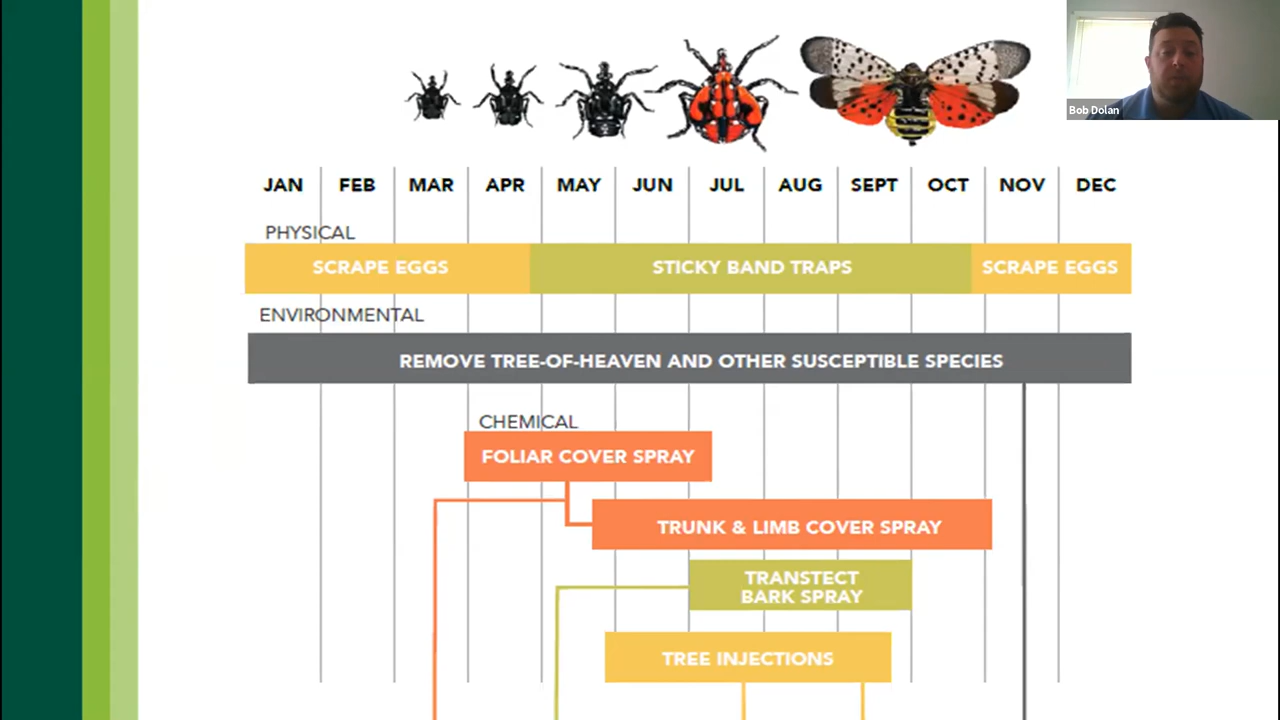 Bob Dolan
JAN FEB MAR APR MAY JUN JUL AUG SEPT OCT NOV DEC
PHYSICAL
SCRAPE EGGS STICKY BAND TRAPS SCRAPE EGGS
ENVIRONMENTAL
REMOVE TREE-OF-HEAVEN AND OTHER SUSCEPTIBLE SPECIES
CHEMICAL
FOLIAR COVER SPRAY
TRUNK & LIMB COVER SPRAY
TRANSTECT
BARK SPRAY
TREE INJECTIONS